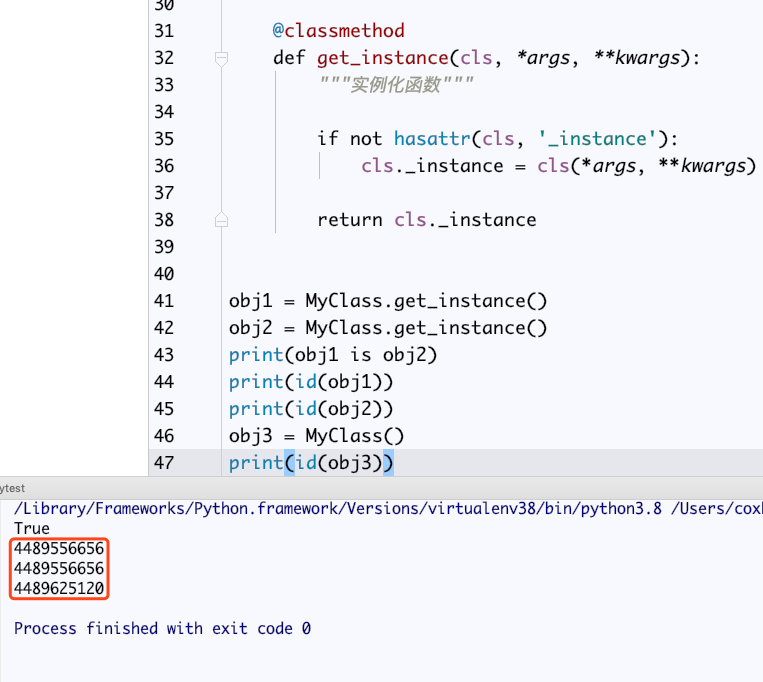 30
31 @classmethod
32 def get_instance(cls, *args, **kwargs):
33 """实例化函数"""
34
35 if not hasattr(cls, '_instance'):
36 cls._instance = cls(*args, **kwargs)
37
38 return cls._instance
39
40
41 obj1 = MyClass.get_instance()
42 obj2 = MyClass.get_instance()
43 print(obj1 is obj2)
44 print(id(obj1))
45 print(id(obj2))
46 obj3 = MyClass()
47 print(id(obj3))
ytest
/Library/Frameworks/Python.framework/Versions/virtualenv38/bin/python3.8 /Users/cox
True
4489556656
4489556656
4489625120
Process finished with exit code 0